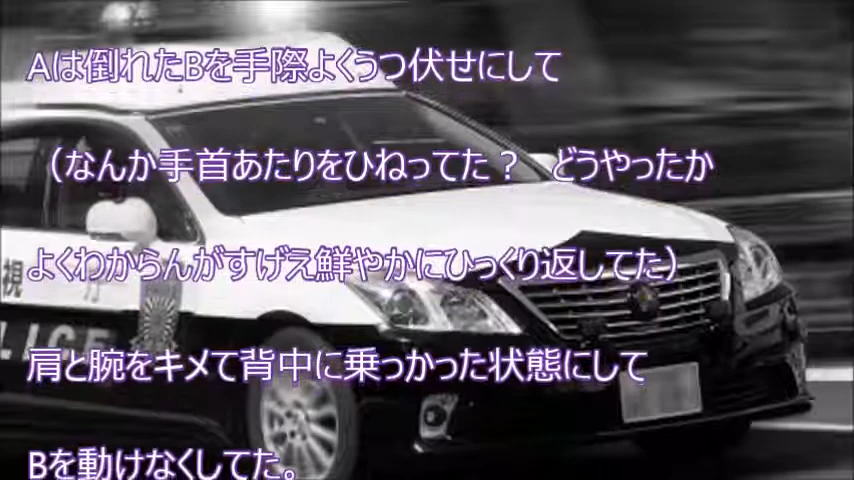 Aは倒れたBを手際よくうつ伏せにして
（なんか手首あたりをひねってた？　どうやったか
よくわからんがすげえ鮮やかにひっくり返してた）
肩と腕をキメて背中に乗っかった状態にして
Bを動けなくしてた。
視 庁
LICE